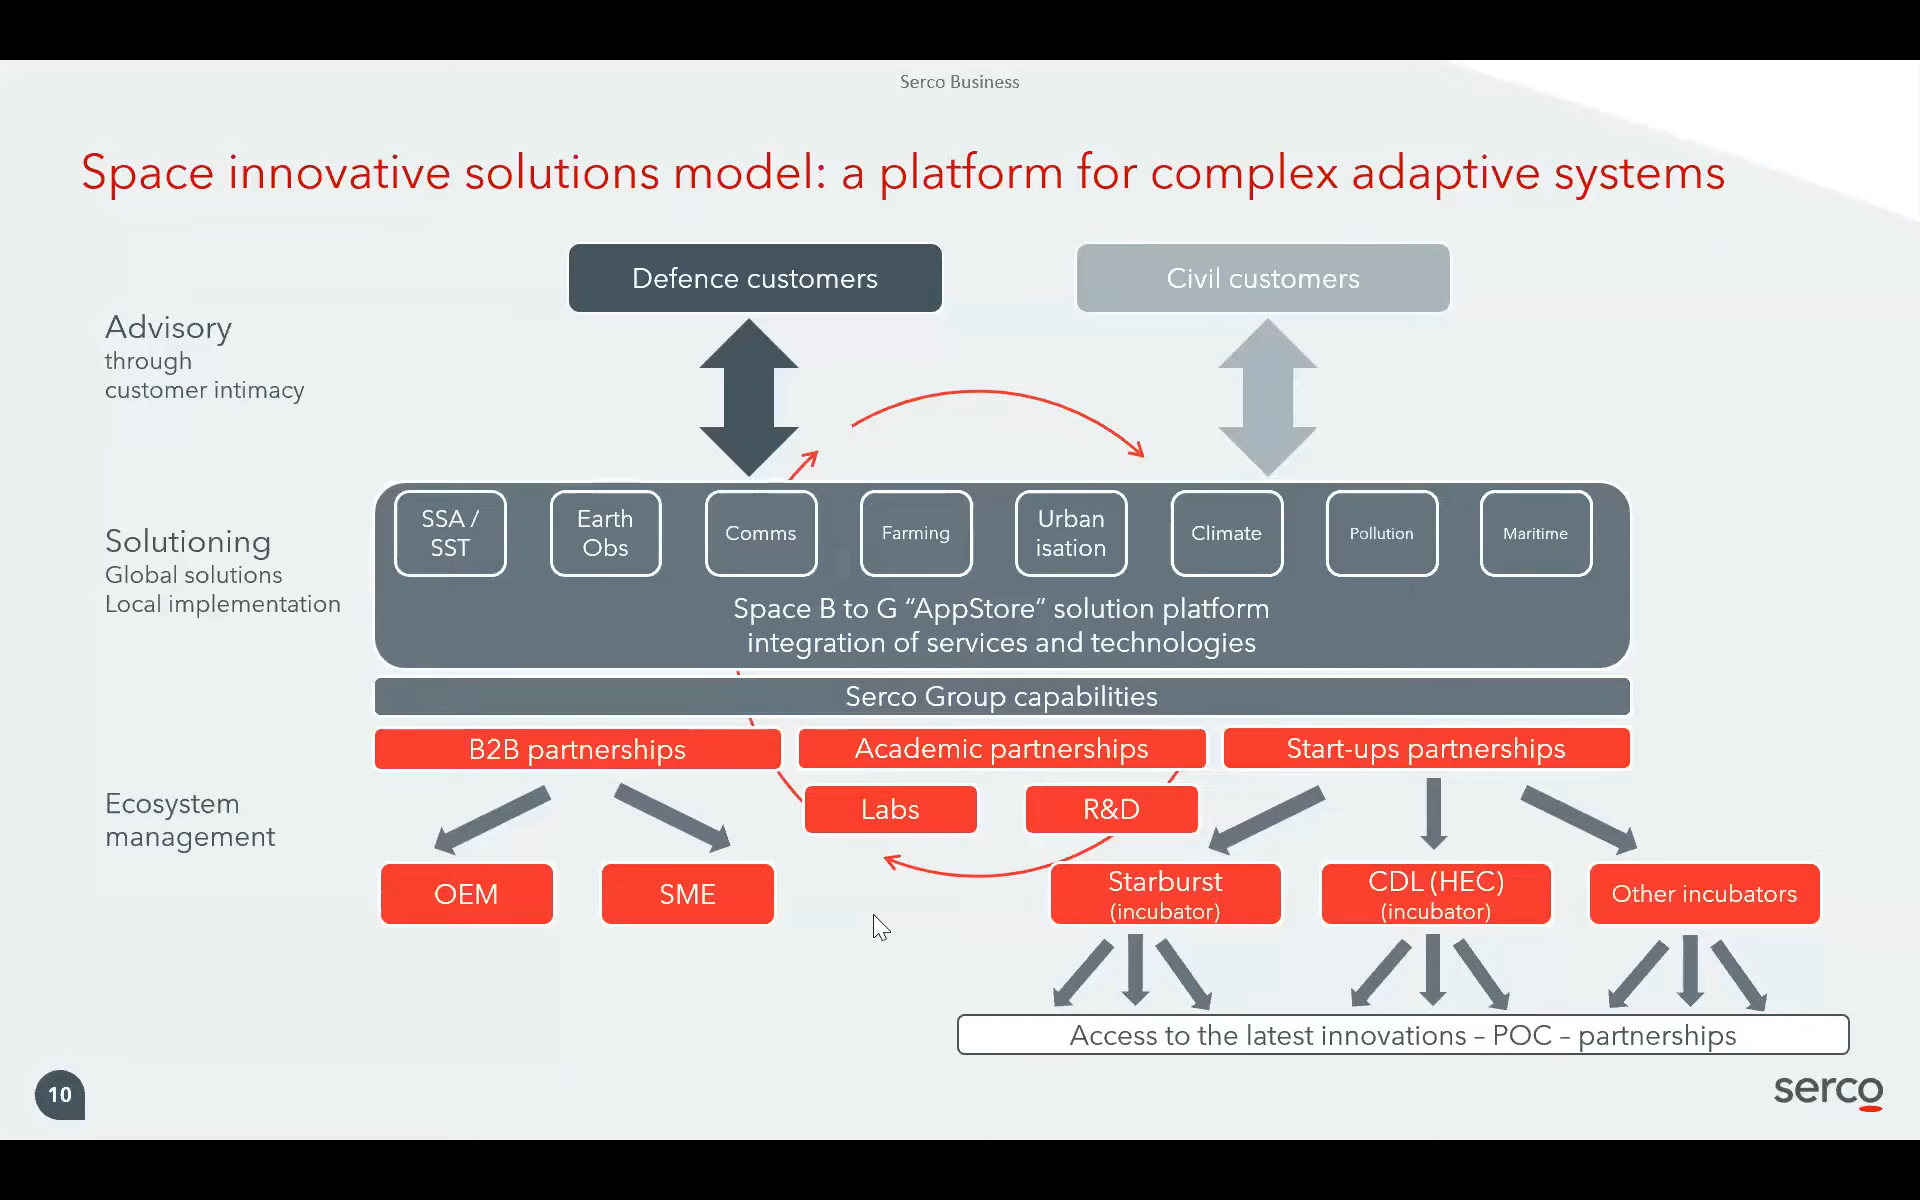 Serco Business
Space innovative solutions model: a platform for complex adaptive systems
Defence customers
Civil customers
Advisory
through
customer intimacy
Solutioning
Global solutions
Local implementation
SSA /
SST
Earth
Obs
Comms
Farming
Urban
isation
Climate
Pollution
Maritime
Space B to G “AppStore“ solution platform
integration of services and technologies
Serco Group capabilities
B2B partnerships
Academic partnerships
Start-ups partnerships
Ecosystem
management
Labs
R&D
OEM
SME
Starburst
(incubator)
CDL (HEC)
(incubator)
Other incubators
Access to the latest innovations – POC – partnerships
10
serco